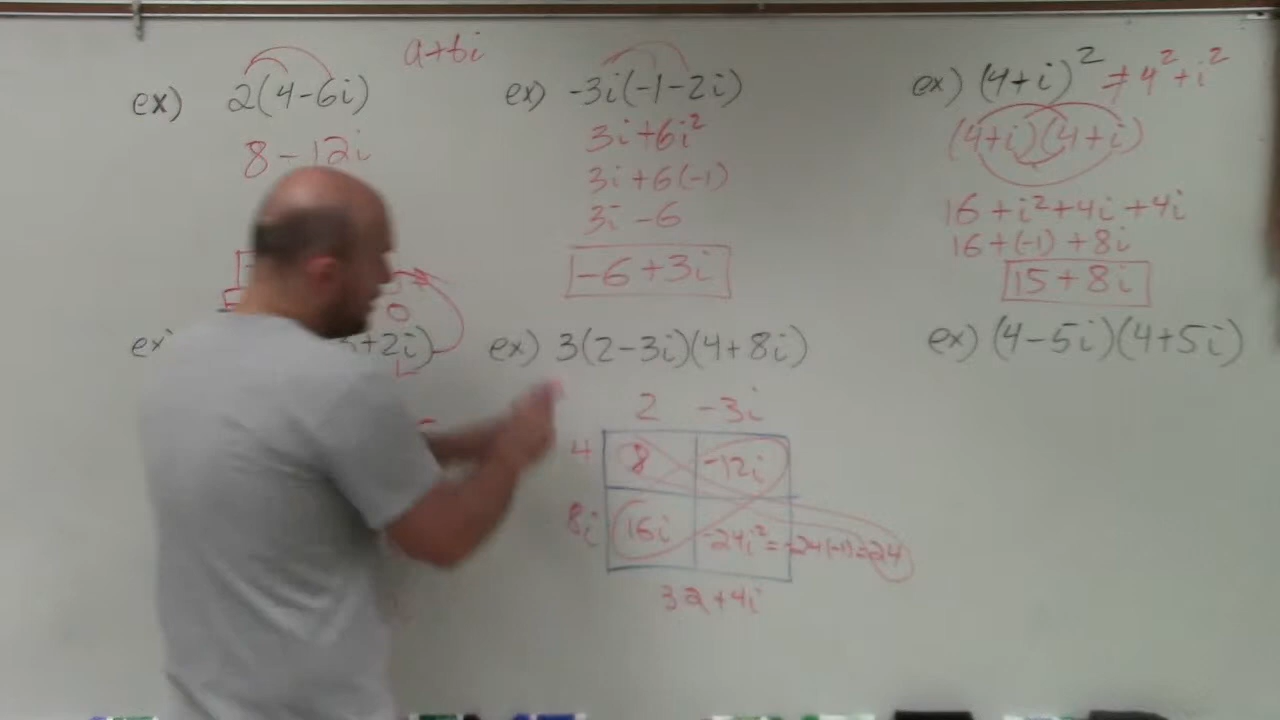 a+bi
ex) 2(4-6i)
8-12i
ex) -3i(-1-2i)
3i+6i²
3i+6(-1)
3i-6
-6+3i
ex) (4+i)² ≠ 4²+i²
(4+i)(4+i)
16+i²+4i+4i
16+(-1)+8i
15+8i
O
ex) +2i)
L
ex) 3(2-3i)(4+8i)
2 -3i
4 8 -12i
8i 16i -24i²=-24(-1)=24
32+4i
ex) (4-5i)(4+5i)